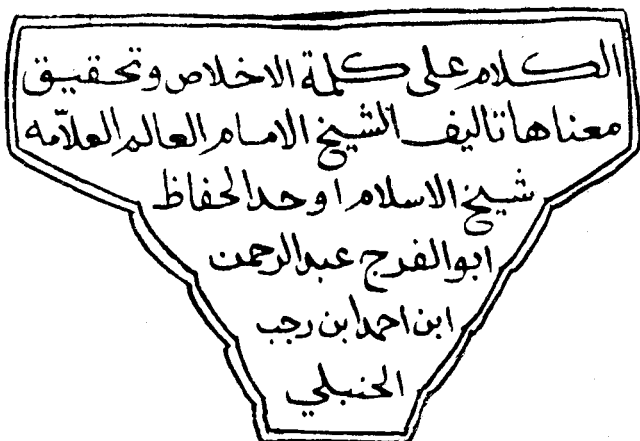 الكلام على كلمة الاخلاص وتحقيق
معناها تاليف الشيخ الامام العالم العلامه
شيخ الاسلام اوحد الحفاظ
ابو الفرج عبد الرحمن
ابن احمد ابن رجب
الحنبلي